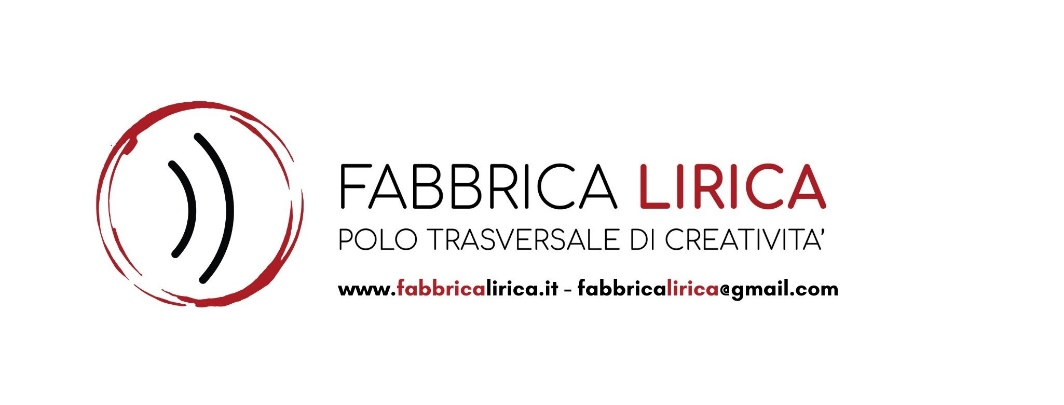 FABBRICA LIRICA
POLO TRASVERSALE DI CREATIVITA'
www.fabbricalirica.it - fabbricalirica@gmail.com